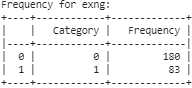 Frequency for exng:
+----+------------+-------------+
|    |   Category |   Frequency |
|----+------------+-------------|
|  0 |          0 |         180 |
|  1 |          1 |          83 |
+----+------------+-------------+